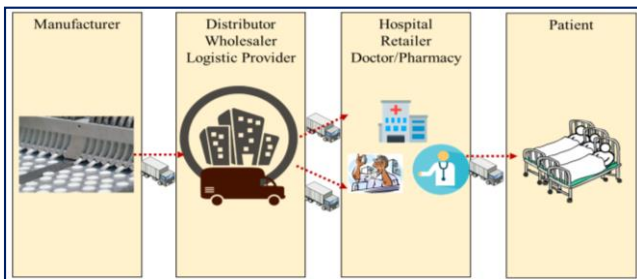 Manufacturer
Distributor
Wholesaler
Logistic Provider
Hospital
Retailer
Doctor/Pharmacy
Patient